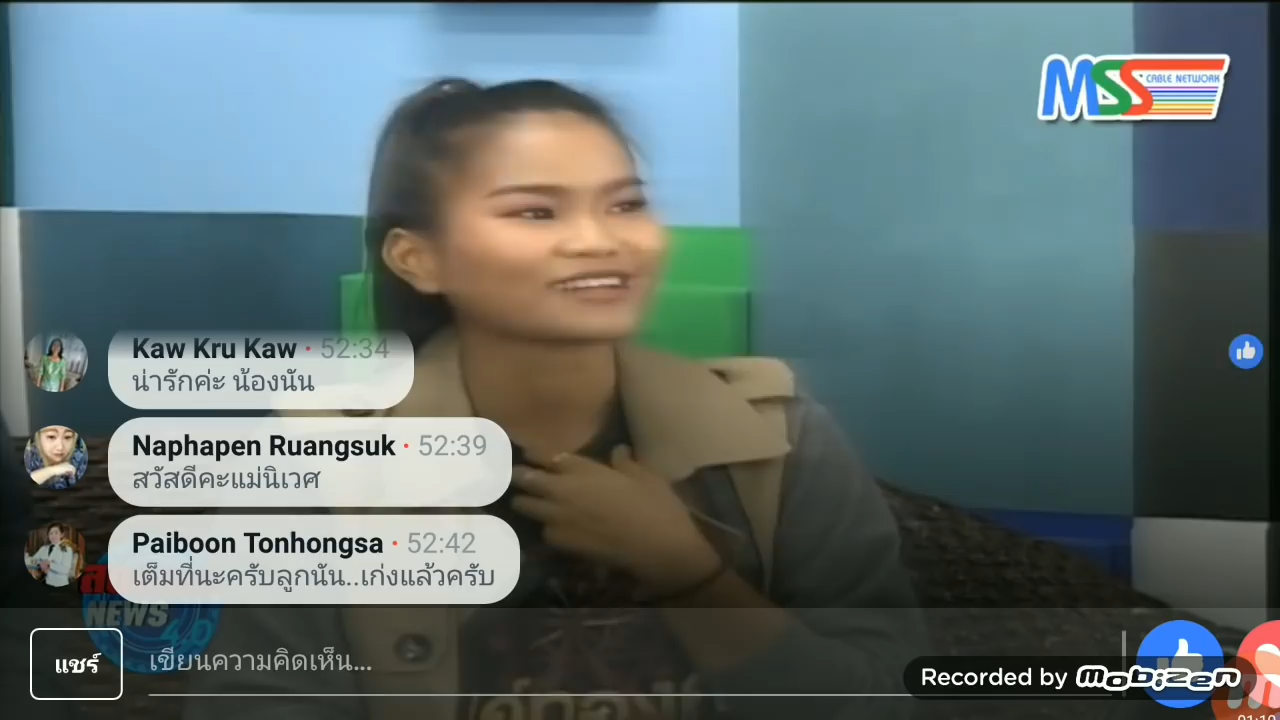 MSS CABLE NETWORK
Kaw Kru Kaw · 52:34
น่ารักค่ะ น้องนัน
Naphapen Ruangsuk · 52:39
สวัสดีคะแม่นิเวศ
Paiboon Tonhongsa · 52:42
เต็มที่นะครับลูกนัน..เก่งแล้วครับ
NEWS
4.0
แชร์
เขียนความคิดเห็น...
Recorded by mobizen